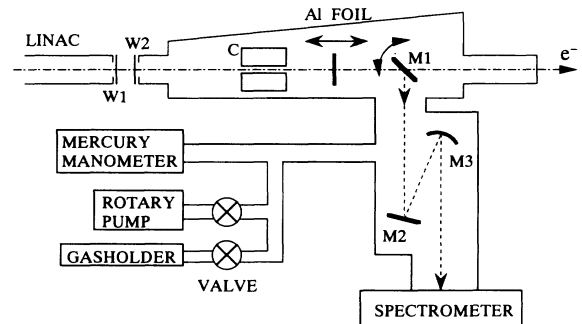 Al FOIL
LINAC
W2
C
M1
e⁻
W1
MERCURY
MANOMETER
M3
ROTARY
PUMP
M2
GASHOLDER
VALVE
SPECTROMETER